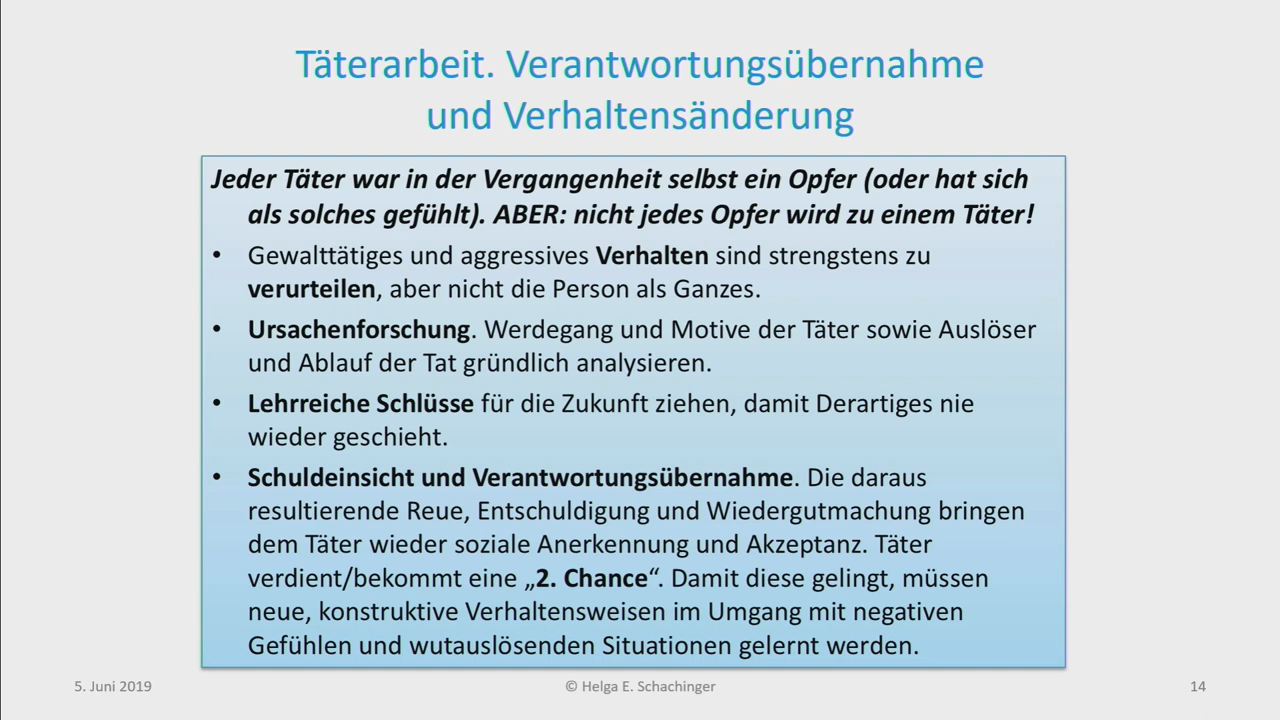 Täterarbeit. Verantwortungsübernahme
und Verhaltensänderung
Jeder Täter war in der Vergangenheit selbst ein Opfer (oder hat sich
als solches gefühlt). ABER: nicht jedes Opfer wird zu einem Täter!
• Gewalttätiges und aggressives Verhalten sind strengstens zu
verurteilen, aber nicht die Person als Ganzes.
• Ursachenforschung. Werdegang und Motive der Täter sowie Auslöser
und Ablauf der Tat gründlich analysieren.
• Lehrreiche Schlüsse für die Zukunft ziehen, damit Derartiges nie
wieder geschieht.
• Schuldeinsicht und Verantwortungsübernahme. Die daraus
resultierende Reue, Entschuldigung und Wiedergutmachung bringen
dem Täter wieder soziale Anerkennung und Akzeptanz. Täter
verdient/bekommt eine „2. Chance“. Damit diese gelingt, müssen
neue, konstruktive Verhaltensweisen im Umgang mit negativen
Gefühlen und wutauslösenden Situationen gelernt werden.
5. Juni 2019
© Helga E. Schachinger
14